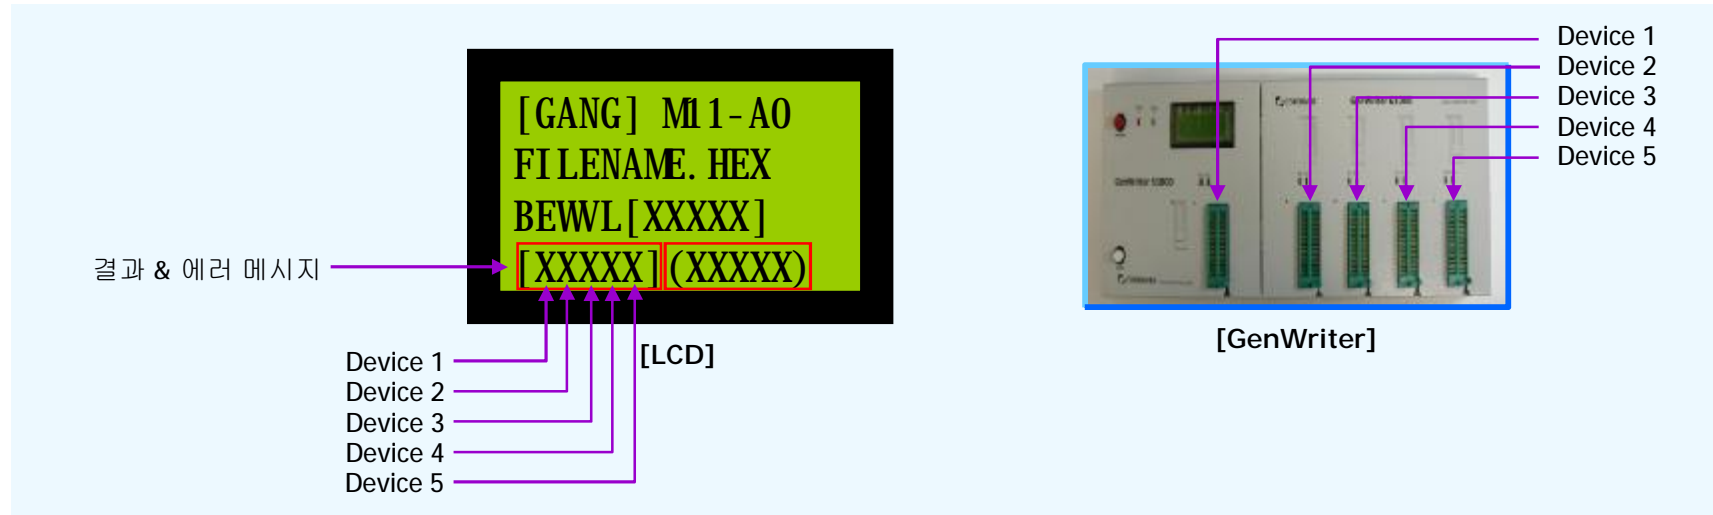 [GANG] M11-A0
FILENAME.HEX
BEWVL[XXXXX]
[XXXXX](XXXXX)
결과 & 에러 메시지
Device 1
Device 2
Device 3
Device 4
Device 5
[LCD]
Device 1
Device 2
Device 3
Device 4
Device 5
[GenWriter]